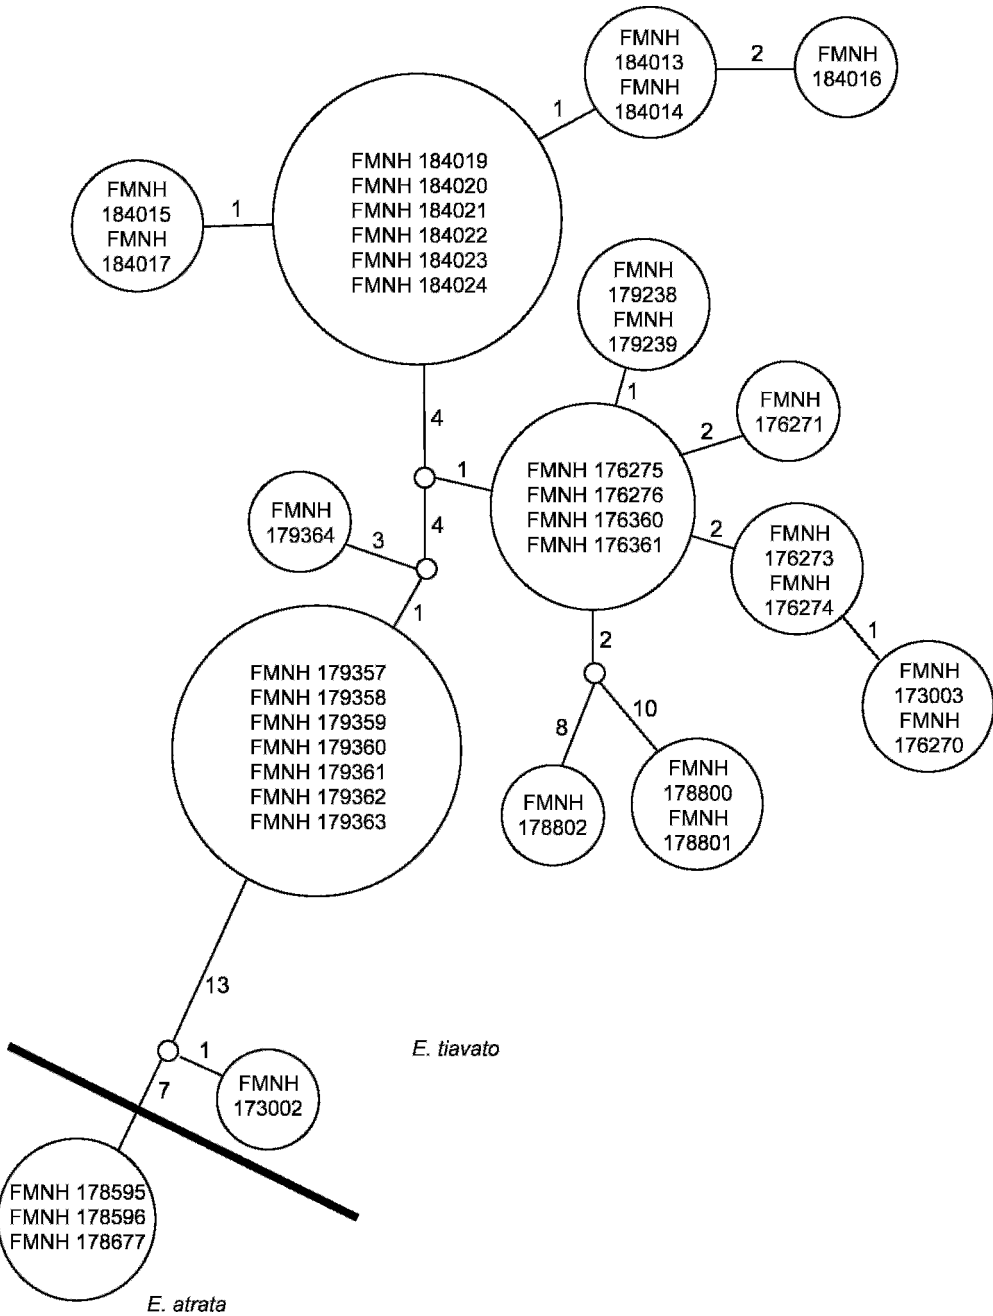 FMNH
184013
FMNH
184014
2
FMNH
184016
1
FMNH 184019
FMNH 184020
FMNH 184021
FMNH 184022
FMNH 184023
FMNH 184024
FMNH
184015
FMNH
184017
1
FMNH
179238
FMNH
179239
1
FMNH
176271
2
4
1
FMNH 176275
FMNH 176276
FMNH 176360
FMNH 176361
FMNH
179364
3
4
2
FMNH
176273
FMNH
176274
1
1
FMNH
173003
FMNH
176270
2
8
10
FMNH
178802
FMNH
178800
FMNH
178801
FMNH 179357
FMNH 179358
FMNH 179359
FMNH 179360
FMNH 179361
FMNH 179362
FMNH 179363
13
1
E. tiavato
7
FMNH
173002
FMNH 178595
FMNH 178596
FMNH 178677
E. atrata